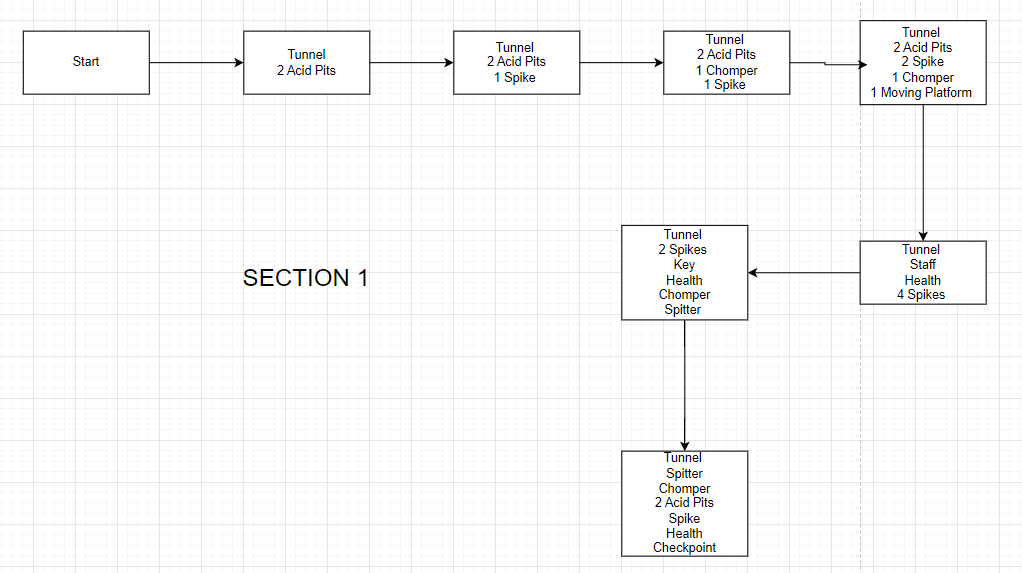 Start
Tunnel
2 Acid Pits
Tunnel
2 Acid Pits
1 Spike
Tunnel
2 Acid Pits
1 Chomper
1 Spike
Tunnel
2 Acid Pits
2 Spike
1 Chomper
1 Moving Platform
Tunnel
Staff
Health
4 Spikes
Tunnel
2 Spikes
Key
Health
Chomper
Spitter
SECTION 1
Tunnel
Spitter
Chomper
2 Acid Pits
Spike
Health
Checkpoint